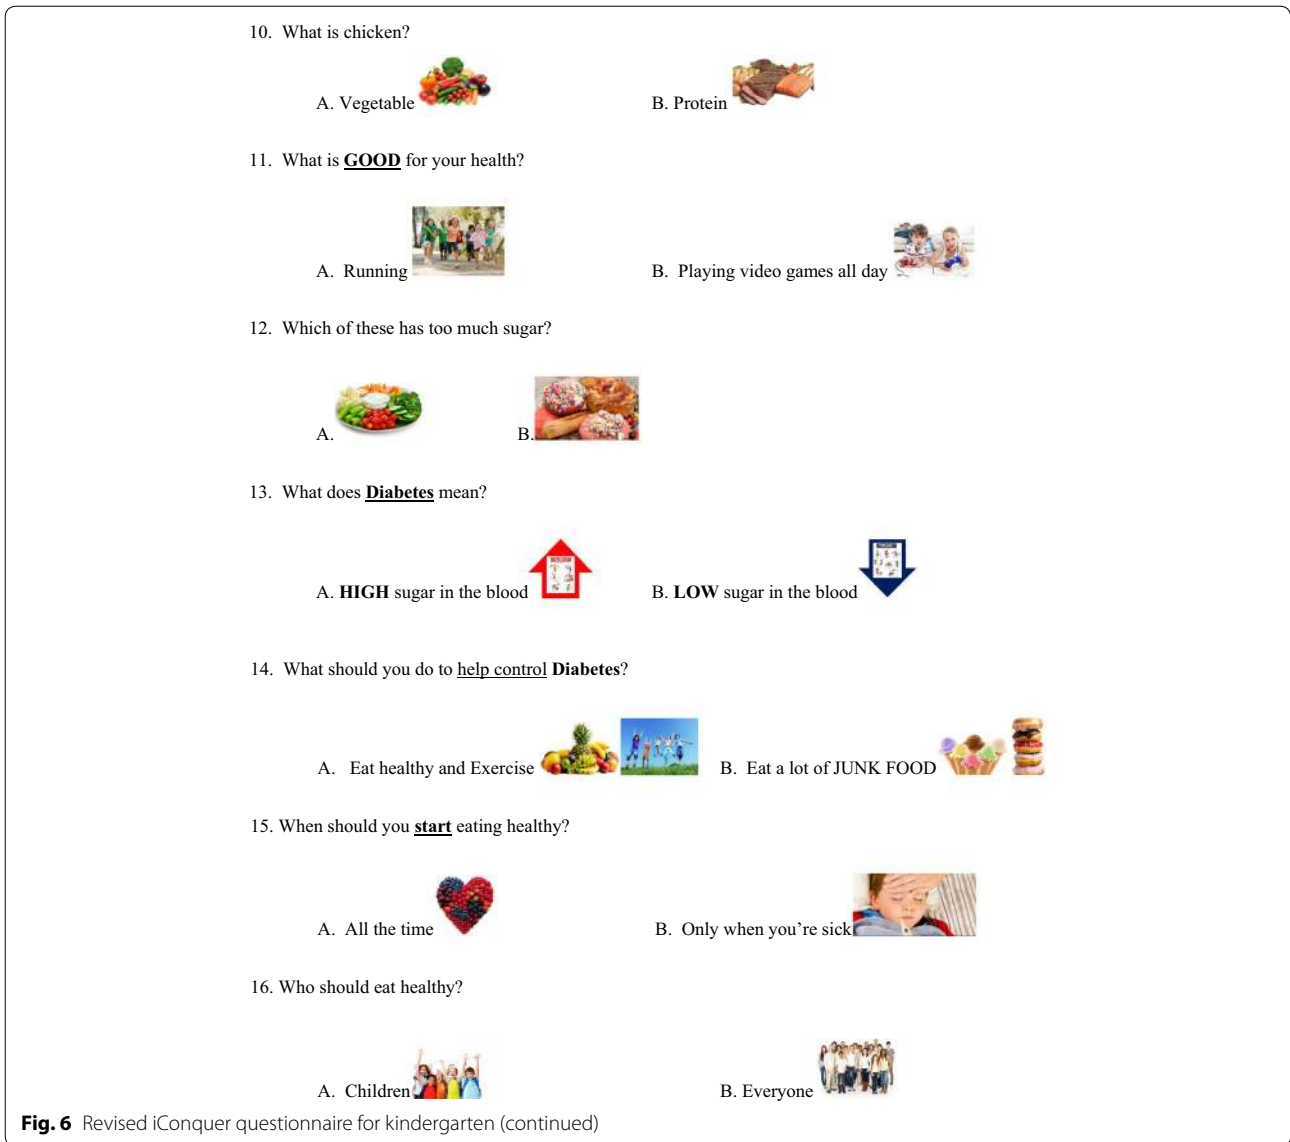 10. What is chicken?
A. Vegetable B. Protein
11. What is GOOD for your health?
A. Running B. Playing video games all day
12. Which of these has too much sugar?
A. B.
13. What does Diabetes mean?
A. HIGH sugar in the blood B. LOW sugar in the blood
14. What should you do to help control Diabetes?
A. Eat healthy and Exercise B. Eat a lot of JUNK FOOD
15. When should you start eating healthy?
A. All the time B. Only when you’re sick
16. Who should eat healthy?
A. Children B. Everyone
Fig. 6 Revised iConquer questionnaire for kindergarten (continued)